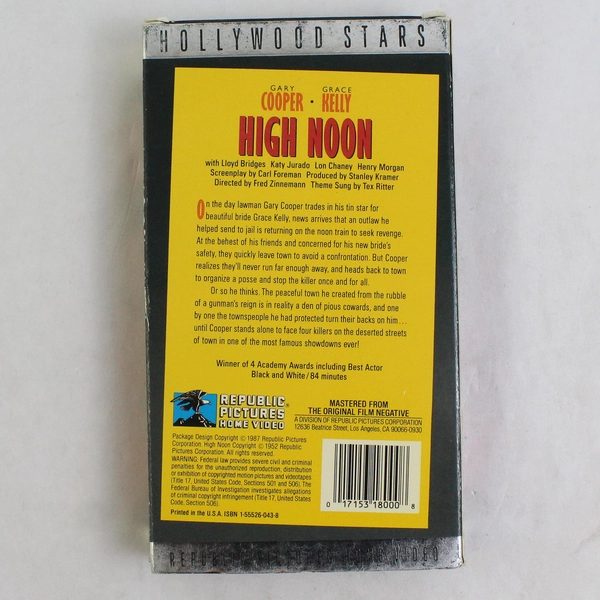 HOLLYWOOD STARS
GARY GRACE
COOPER • KELLY
HIGH NOON
with Lloyd Bridges Katy Jurado Lon Chaney Henry Morgan
Screenplay by Carl Foreman Produced by Stanley Kramer
Directed by Fred Zinnemann Theme Sung by Tex Ritter
On the day lawman Gary Cooper trades in his tin star for
beautiful bride Grace Kelly, news arrives that an outlaw he
helped send to jail is returning on the noon train to seek revenge.
At the behest of his friends and concerned for his new bride's
safety, they quickly leave town to avoid a confrontation. But Cooper
realizes they'll never run far enough away, and heads back to town
to organize a posse and stop the killer once and for all.
Or so he thinks. The peaceful town he created from the rubble
of a gunman's reign is in reality a den of pious cowards, and one
by one the townspeople he had protected turn their backs on him...
until Cooper stands alone to face four killers on the deserted streets
of town in one of the most famous showdowns ever!
Winner of 4 Academy Awards including Best Actor
Black and White/84 minutes
REPUBLIC
PICTURES
HOME VIDEO
®
MASTERED FROM
THE ORIGINAL FILM NEGATIVE
A DIVISION OF REPUBLIC PICTURES CORPORATION
12636 Beatrice Street, Los Angeles, CA 90066-0930
Package Design Copyright © 1987 Republic Pictures
Corporation. High Noon Copyright © 1952 Republic
Pictures Corporation. All rights reserved.
WARNING: Federal law provides severe civil and criminal
penalties for the unauthorized reproduction, distribution
or exhibition of copyrighted motion pictures and videotapes
(Title 17, United States Code, Sections 501 and 506). The
Federal Bureau of Investigation investigates allegations
of criminal copyright infringement (Title 17, United States
Code, Section 506).
Printed in the U.S.A. ISBN 1-55526-043-8
0 17153 18000 8
VIDEO